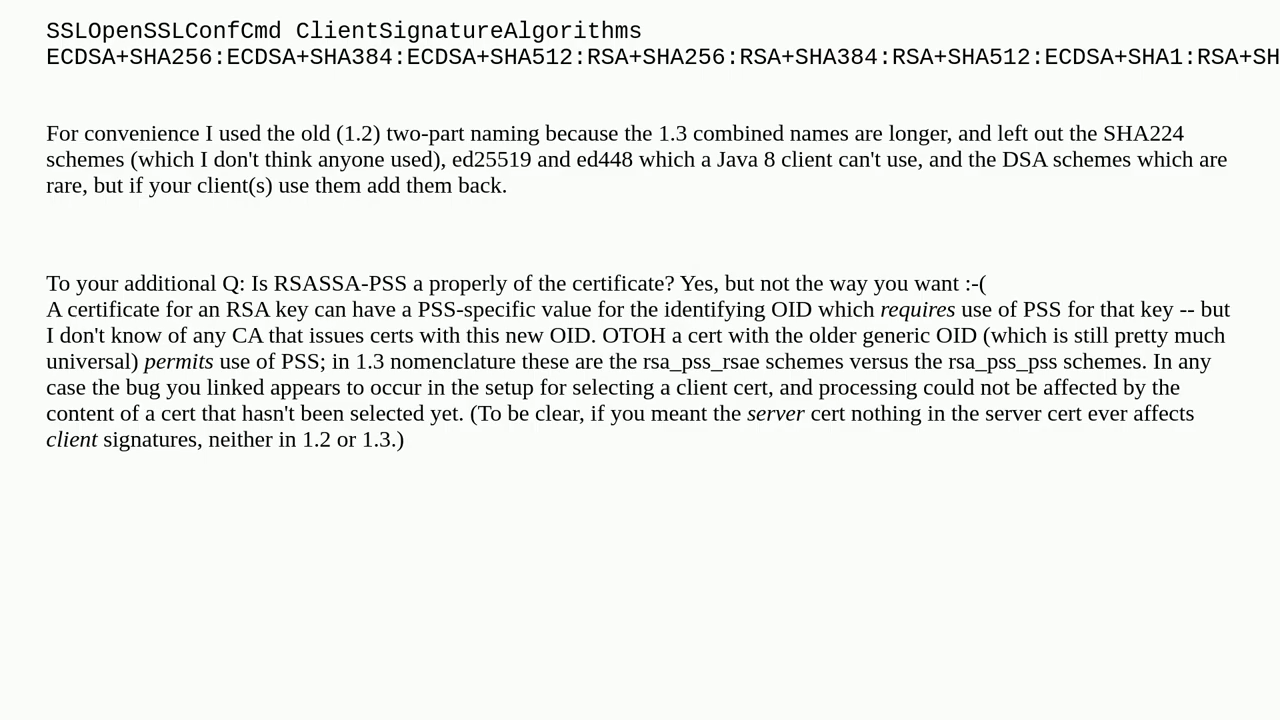 SSLOpenSSLConfCmd ClientSignatureAlgorithms
ECDSA+SHA256:ECDSA+SHA384:ECDSA+SHA512:RSA+SHA256:RSA+SHA384:RSA+SHA512:ECDSA+SHA1:RSA+SH
For convenience I used the old (1.2) two-part naming because the 1.3 combined names are longer, and left out the SHA224
schemes (which I don't think anyone used), ed25519 and ed448 which a Java 8 client can't use, and the DSA schemes which are
rare, but if your client(s) use them add them back.
To your additional Q: Is RSASSA-PSS a properly of the certificate? Yes, but not the way you want :-(
A certificate for an RSA key can have a PSS-specific value for the identifying OID which requires use of PSS for that key -- but
I don't know of any CA that issues certs with this new OID. OTOH a cert with the older generic OID (which is still pretty much
universal) permits use of PSS; in 1.3 nomenclature these are the rsa_pss_rsae schemes versus the rsa_pss_pss schemes. In any
case the bug you linked appears to occur in the setup for selecting a client cert, and processing could not be affected by the
content of a cert that hasn't been selected yet. (To be clear, if you meant the server cert nothing in the server cert ever affects
client signatures, neither in 1.2 or 1.3.)